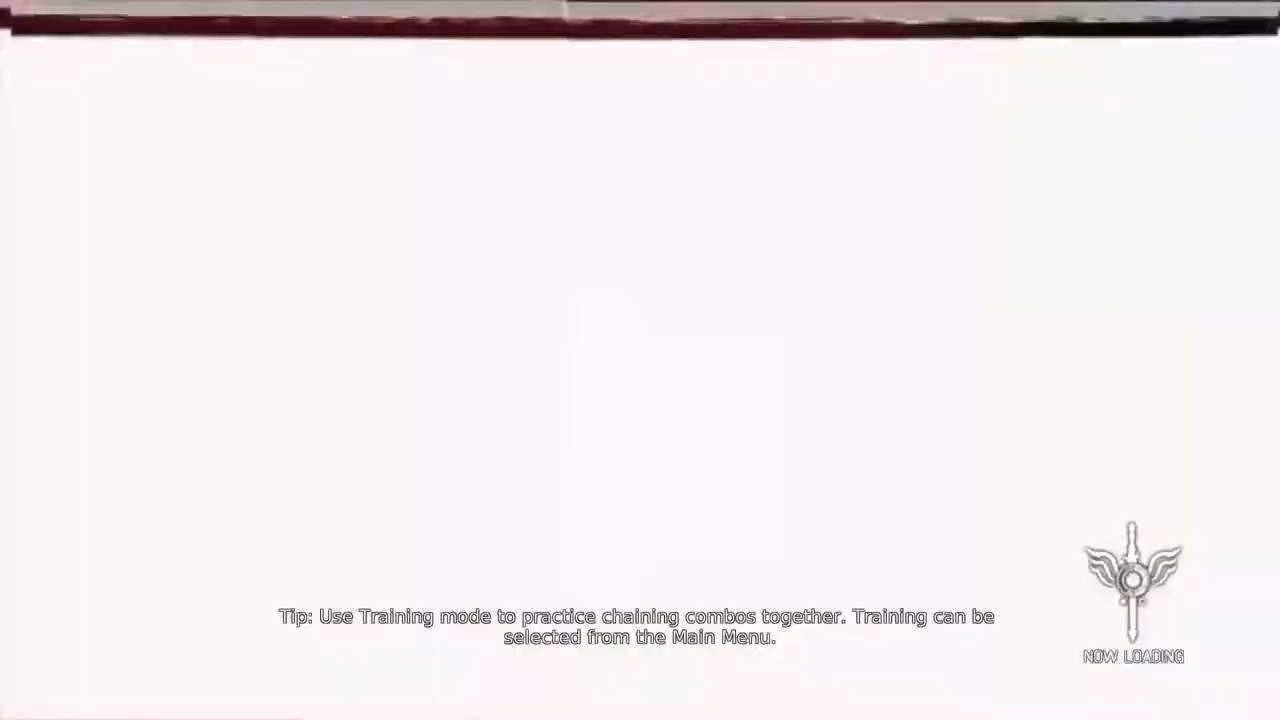 Tip: Use Training mode to practice chaining combos together. Training can be
selected from the Main Menu.
NOW LOADING